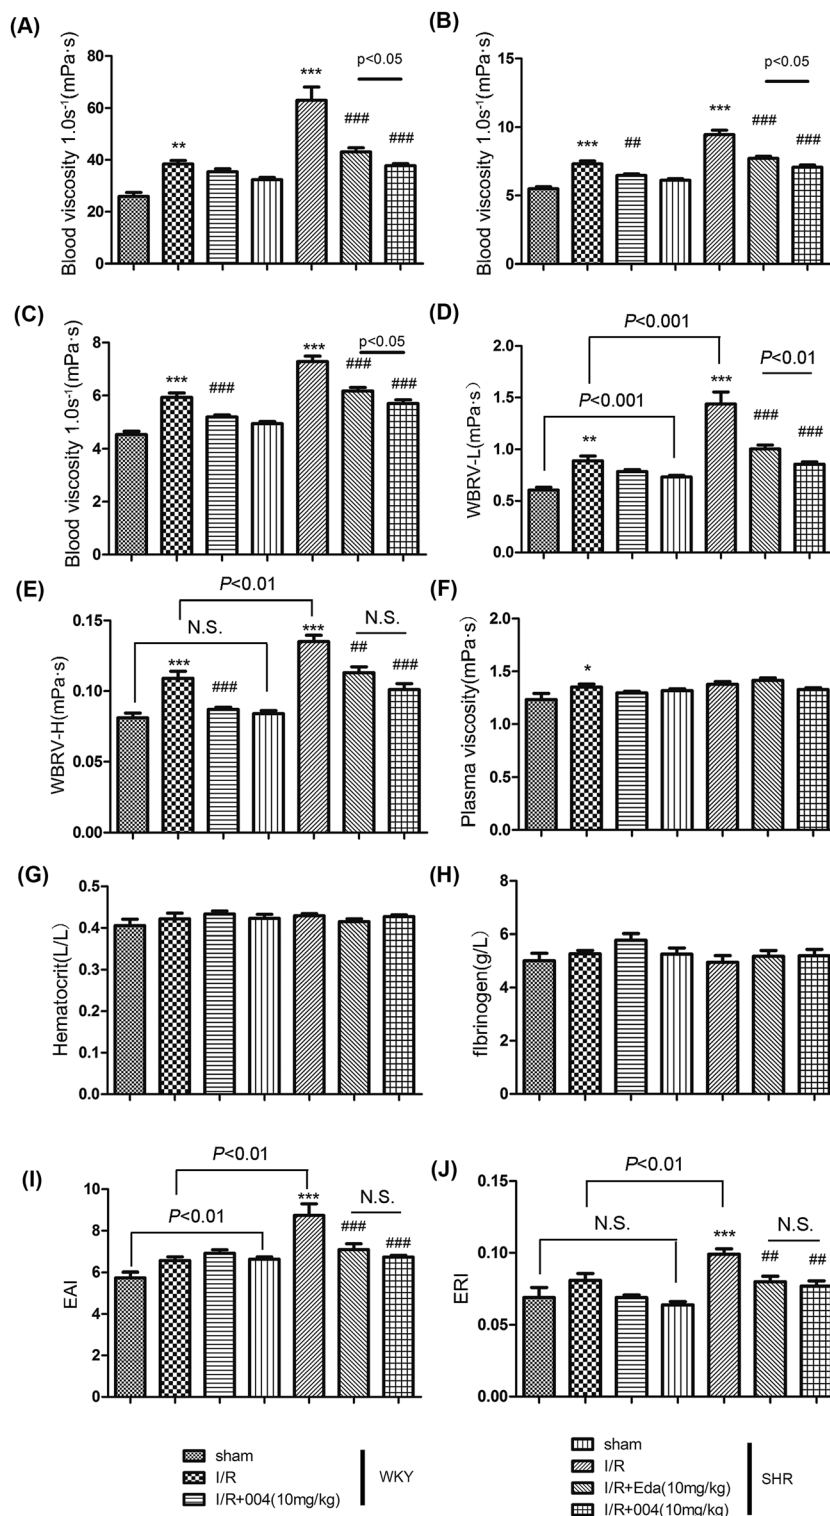 (A)
Blood viscosity 1.0s⁻¹(mPa·s)
80
60
40
20
0
**
***
###
###
p<0.05
(B)
Blood viscosity 1.0s⁻¹(mPa·s)
15
10
5
0
***
##
***
###
###
p<0.05
(C)
Blood viscosity 1.0s⁻¹(mPa·s)
8
6
4
2
0
***
###
***
###
###
p<0.05
(D)
WBRV-L(mPa·s)
2.0
1.5
1.0
0.5
0.0
P<0.001
P<0.001
P<0.01
**
***
###
###
(E)
WBRV-H(mPa·s)
0.15
0.10
0.05
0.00
P<0.01
N.S.
N.S.
***
###
***
##
###
(F)
Plasma viscosity(mPa·s)
2.0
1.5
1.0
0.5
0.0
*
(G)
Hematocrit(L/L)
0.5
0.4
0.3
0.2
0.1
0.0
(H)
fIbrinogen(g/L)
8
6
4
2
0
(I)
EAI
10
8
6
4
2
0
P<0.01
P<0.01
N.S.
***
###
###
(J)
ERI
0.15
0.10
0.05
0.00
P<0.01
N.S.
N.S.
***
##
##
sham
I/R
I/R+004(10mg/kg)
WKY
sham
I/R
I/R+Eda(10mg/kg)
I/R+004(10mg/kg)
SHR